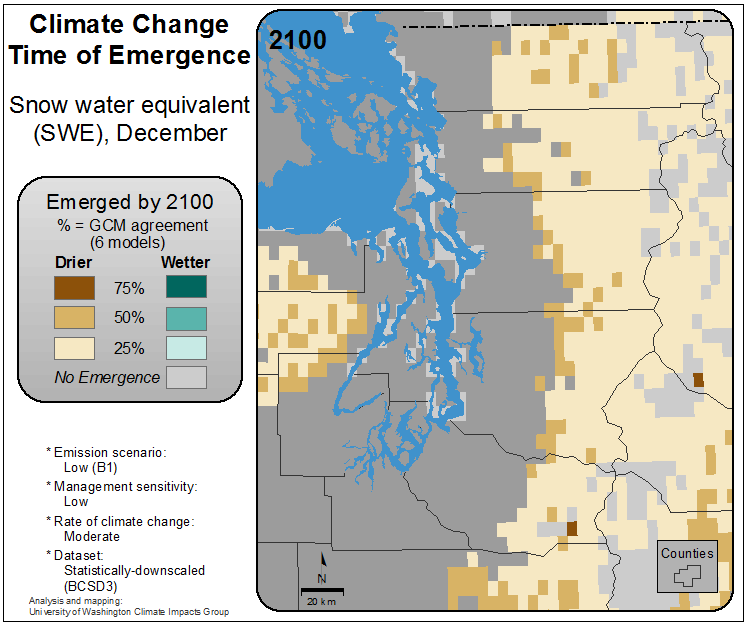 Climate Change
Time of Emergence
Snow water equivalent
(SWE), December
Emerged by 2100
% = GCM agreement
(6 models)
Drier Wetter
75%
50%
25%
No Emergence
* Emission scenario:
Low (B1)
* Management sensitivity:
Low
* Rate of climate change:
Moderate
* Dataset:
Statistically-downscaled
(BCSD3)
Analysis and mapping:
University of Washington Climate Impacts Group
2100
N
20 km
Counties